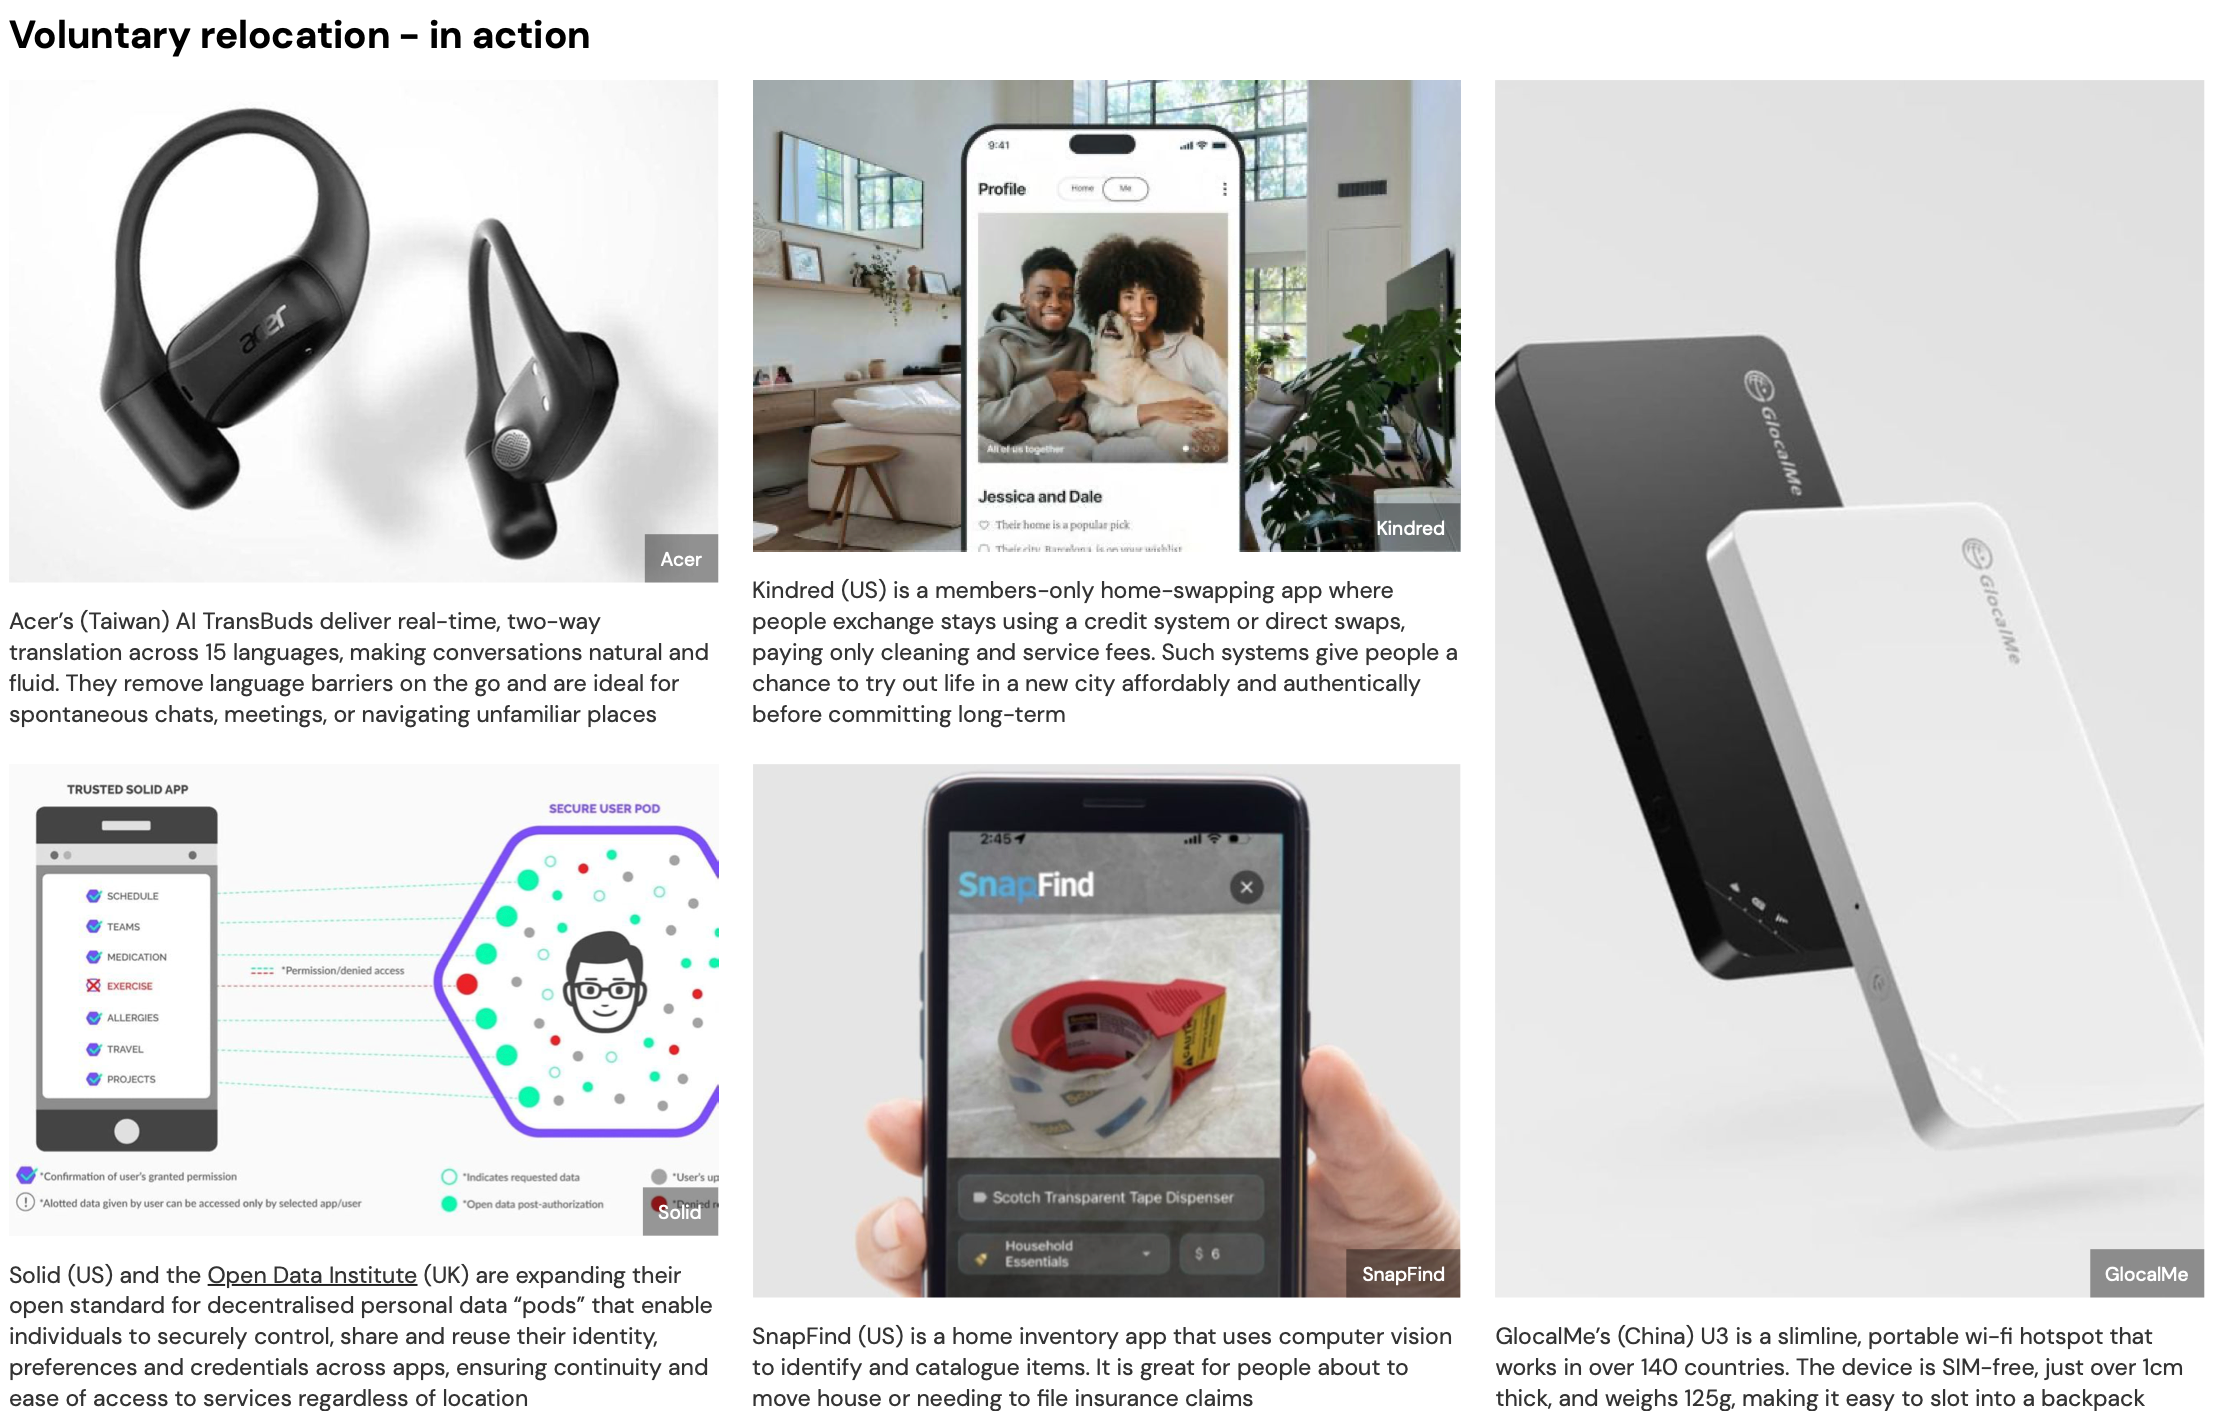 Voluntary relocation - in action
acer
Acer
Acer’s (Taiwan) AI TransBuds deliver real-time, two-way
translation across 15 languages, making conversations natural and
fluid. They remove language barriers on the go and are ideal for
spontaneous chats, meetings, or navigating unfamiliar places
9:41
Profile
Home
Me
All of us together
Jessica and Dale
Their home is a popular pick
Their city, Barcelona, is on your wishlist
Kindred
Kindred (US) is a members-only home-swapping app where
people exchange stays using a credit system or direct swaps,
paying only cleaning and service fees. Such systems give people a
chance to try out life in a new city affordably and authentically
before committing long-term
GlocalMe
GlocalMe
GlocalMe
GlocalMe’s (China) U3 is a slimline, portable wi-fi hotspot that
works in over 140 countries. The device is SIM-free, just over 1cm
thick, and weighs 125g, making it easy to slot into a backpack
TRUSTED SOLID APP
SCHEDULE
TEAMS
MEDICATION
EXERCISE
ALLERGIES
TRAVEL
PROJECTS
*Permission/denied access
SECURE USER POD
*Confirmation of user's granted permission
*Alotted data given by user can be accessed only by selected app/user
*Indicates requested data
*Open data post-authorization
*User's up
*Denied r
Solid
Solid (US) and the Open Data Institute (UK) are expanding their
open standard for decentralised personal data “pods” that enable
individuals to securely control, share and reuse their identity,
preferences and credentials across apps, ensuring continuity and
ease of access to services regardless of location
2:45
SnapFind
Scotch
CAUTION
Scotch
Scotch Transparent Tape Dispenser
Household
Essentials
$ 6
SnapFind
SnapFind (US) is a home inventory app that uses computer vision
to identify and catalogue items. It is great for people about to
move house or needing to file insurance claims